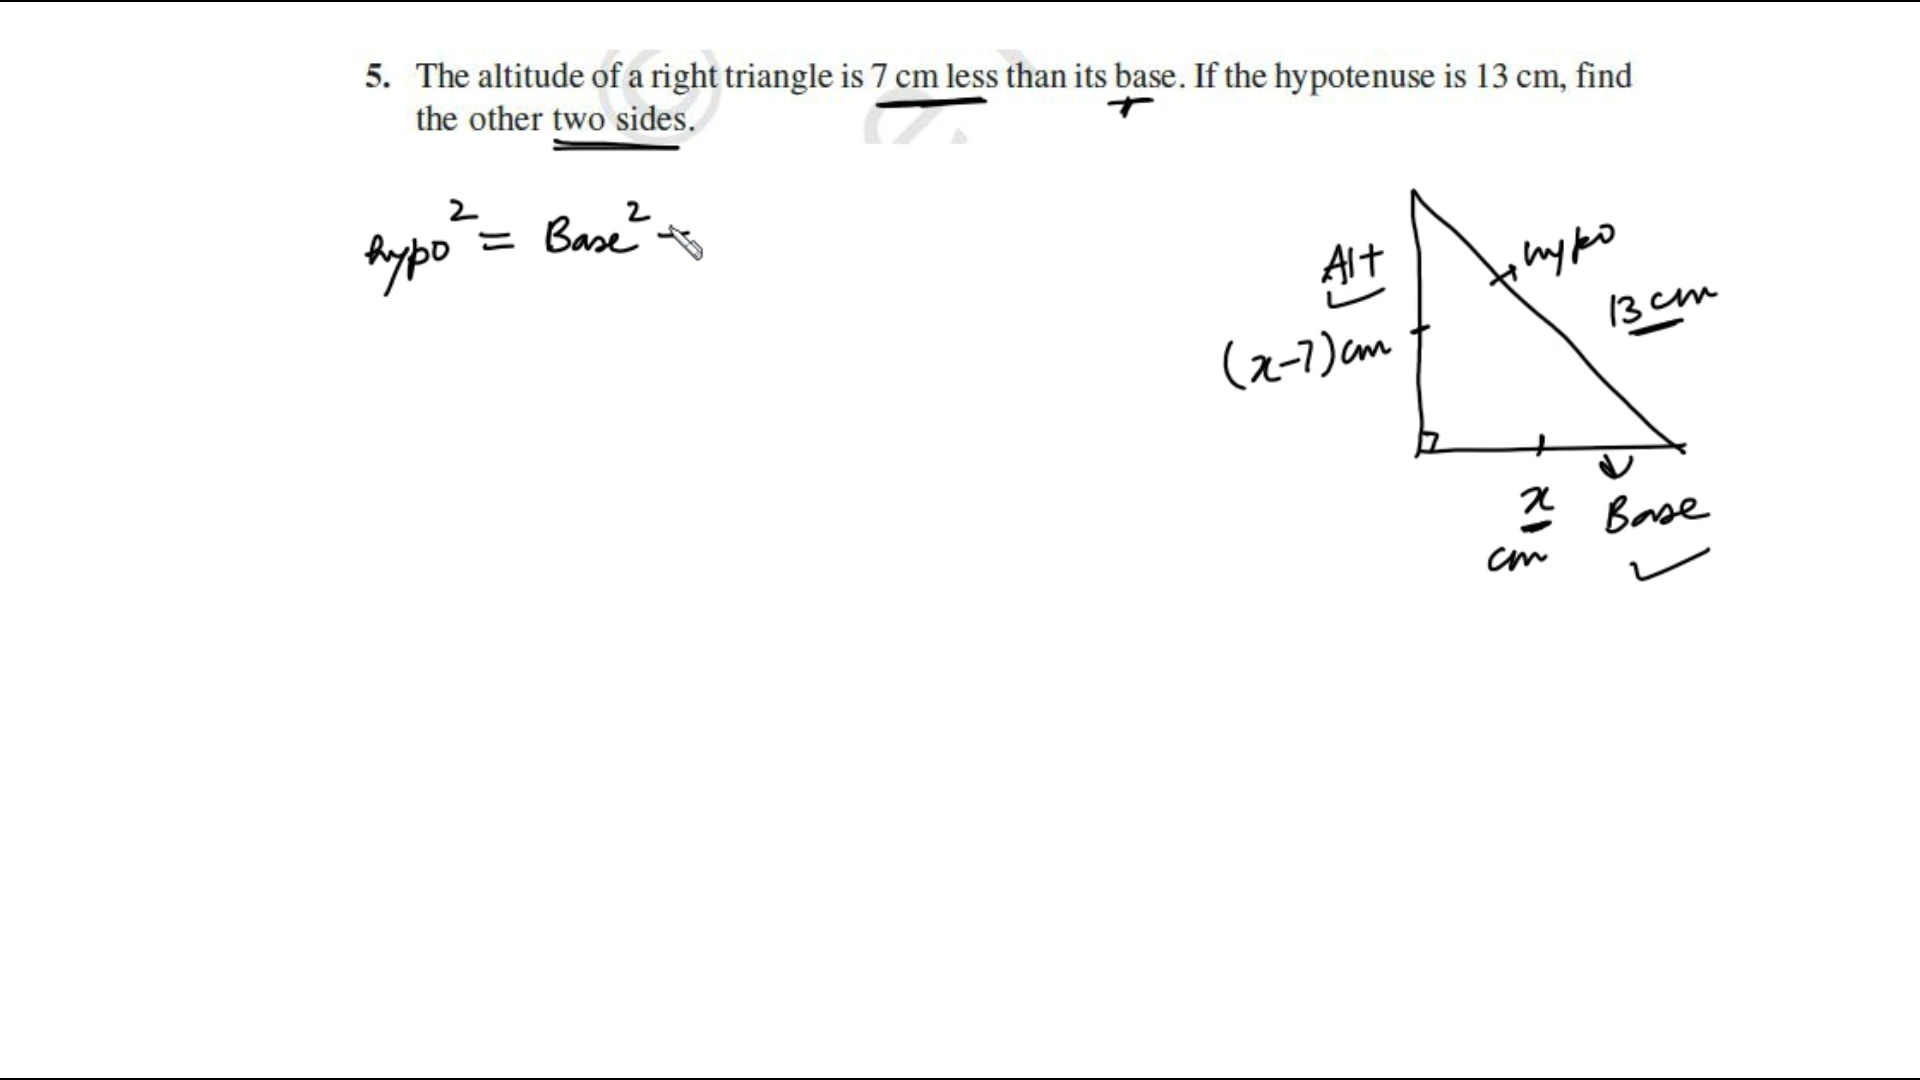 5. The altitude of a right triangle is 7 cm less than its base. If the hypotenuse is 13 cm, find
the other two sides.
hypo² = Base² -
Alt
(x-7)cm
hypo
13 cm
x
cm
Base